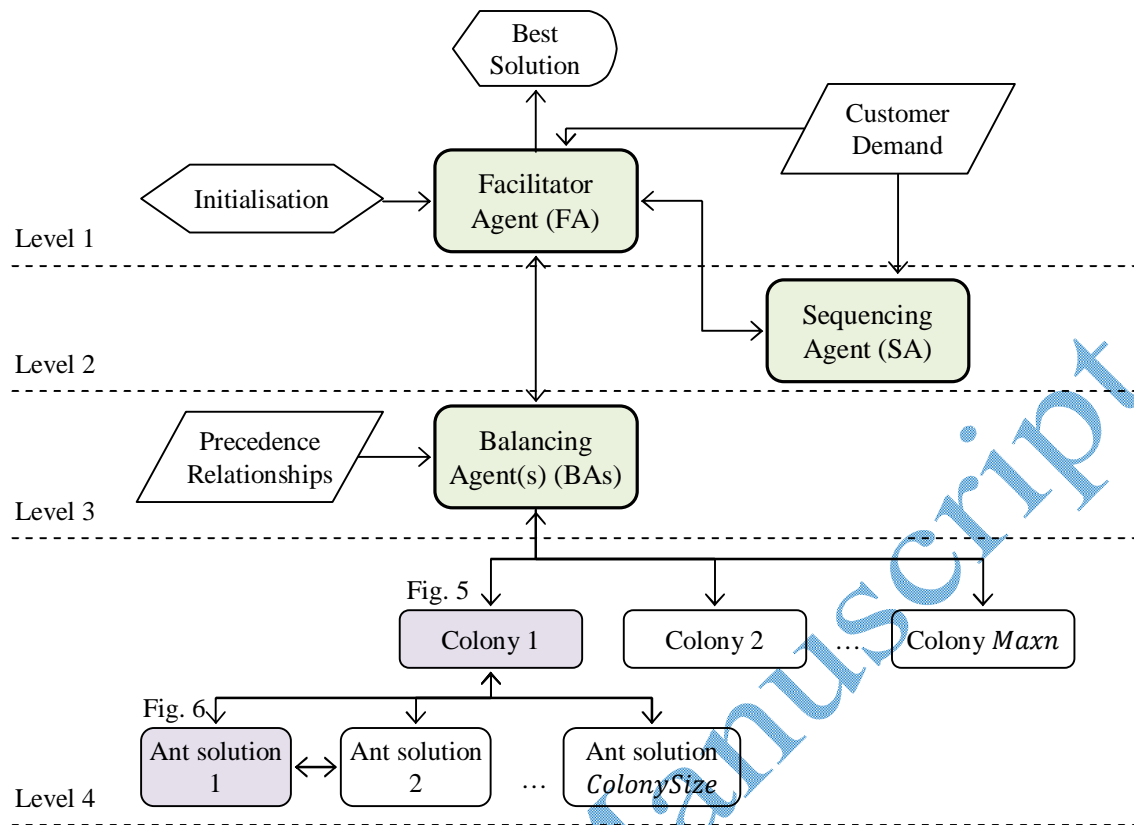 Best
Solution
Customer
Demand
Facilitator
Agent (FA)
Initialisation
Level 1
Sequencing
Agent (SA)
Level 2
Precedence
Relationships
Balancing
Agent(s) (BAs)
Level 3
Fig. 5
Colony 1
Colony 2
...
Colony Maxn
Fig. 6
Ant solution
1
Ant solution
2
...
Ant solution
ColonySize
Level 4
Manuscript